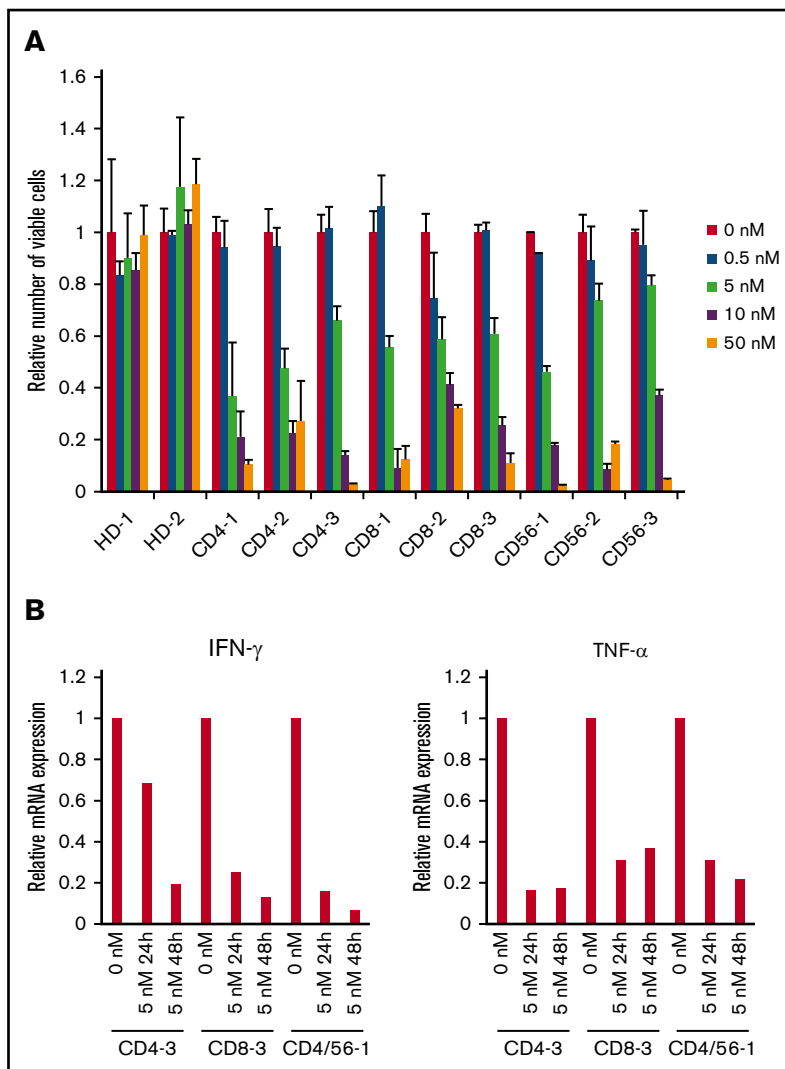 A
Relative number of viable cells
1.6
1.4
1.2
1
0.8
0.6
0.4
0.2
0
HD-1
HD-2
CD4-1
CD4-2
CD4-3
CD8-1
CD8-2
CD8-3
CD56-1
CD56-2
CD56-3
0 nM
0.5 nM
5 nM
10 nM
50 nM
B
IFN-γ
Relative mRNA expression
1.2
1
0.8
0.6
0.4
0.2
0
0 nM
5 nM 24h
5 nM 48h
0 nM
5 nM 24h
5 nM 48h
0 nM
5 nM 24h
5 nM 48h
CD4-3
CD8-3
CD4/56-1
TNF-α
Relative mRNA expression
1.2
1
0.8
0.6
0.4
0.2
0
0 nM
5 nM 24h
5 nM 48h
0 nM
5 nM 24h
5 nM 48h
0 nM
5 nM 24h
5 nM 48h
CD4-3
CD8-3
CD4/56-1